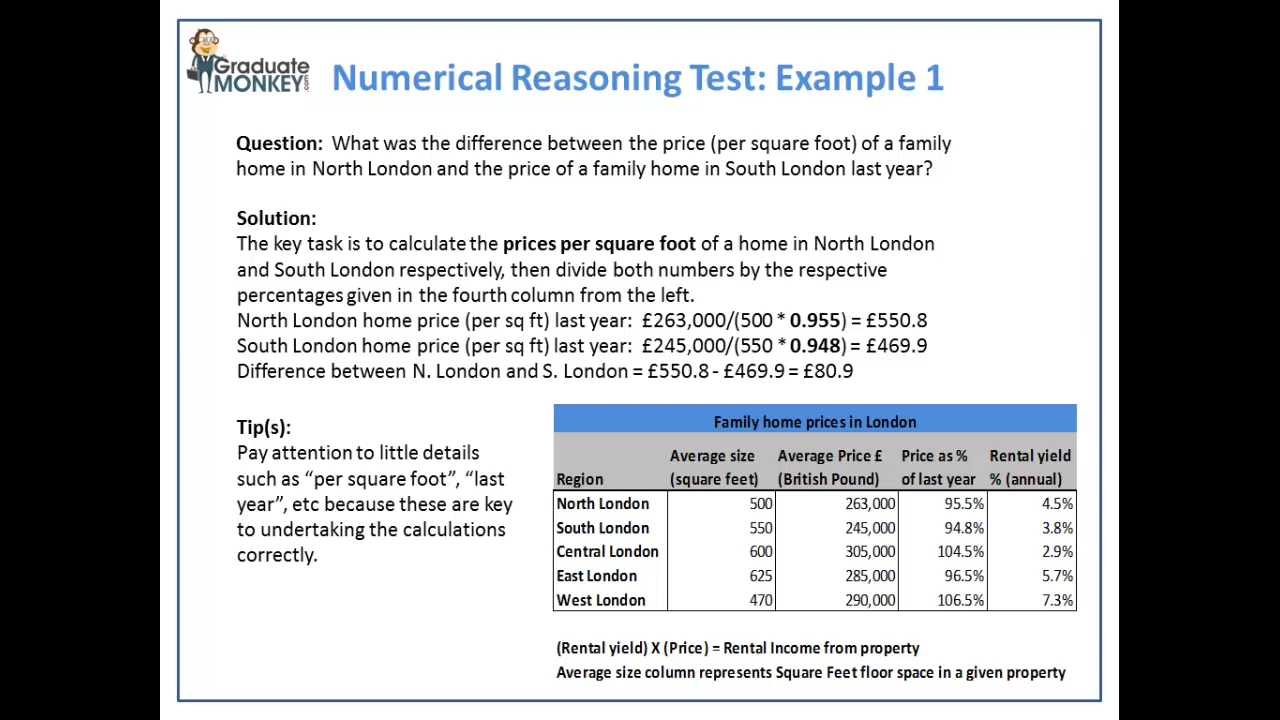 Graduate
MONKEY.COM
Numerical Reasoning Test: Example 1
Question: What was the difference between the price (per square foot) of a family
home in North London and the price of a family home in South London last year?
Solution:
The key task is to calculate the prices per square foot of a home in North London
and South London respectively, then divide both numbers by the respective
percentages given in the fourth column from the left.
North London home price (per sq ft) last year: £263,000/(500 * 0.955) = £550.8
South London home price (per sq ft) last year: £245,000/(550 * 0.948) = £469.9
Difference between N. London and S. London = £550.8 - £469.9 = £80.9
Tip(s):
Pay attention to little details
such as “per square foot”, “last
year”, etc because these are key
to undertaking the calculations
correctly.
Family home prices in London
Average size Average Price £ Price as % Rental yield
Region (square feet) (British Pound) of last year % (annual)
North London 500 263,000 95.5% 4.5%
South London 550 245,000 94.8% 3.8%
Central London 600 305,000 104.5% 2.9%
East London 625 285,000 96.5% 5.7%
West London 470 290,000 106.5% 7.3%
(Rental yield) X (Price) = Rental Income from property
Average size column represents Square Feet floor space in a given property